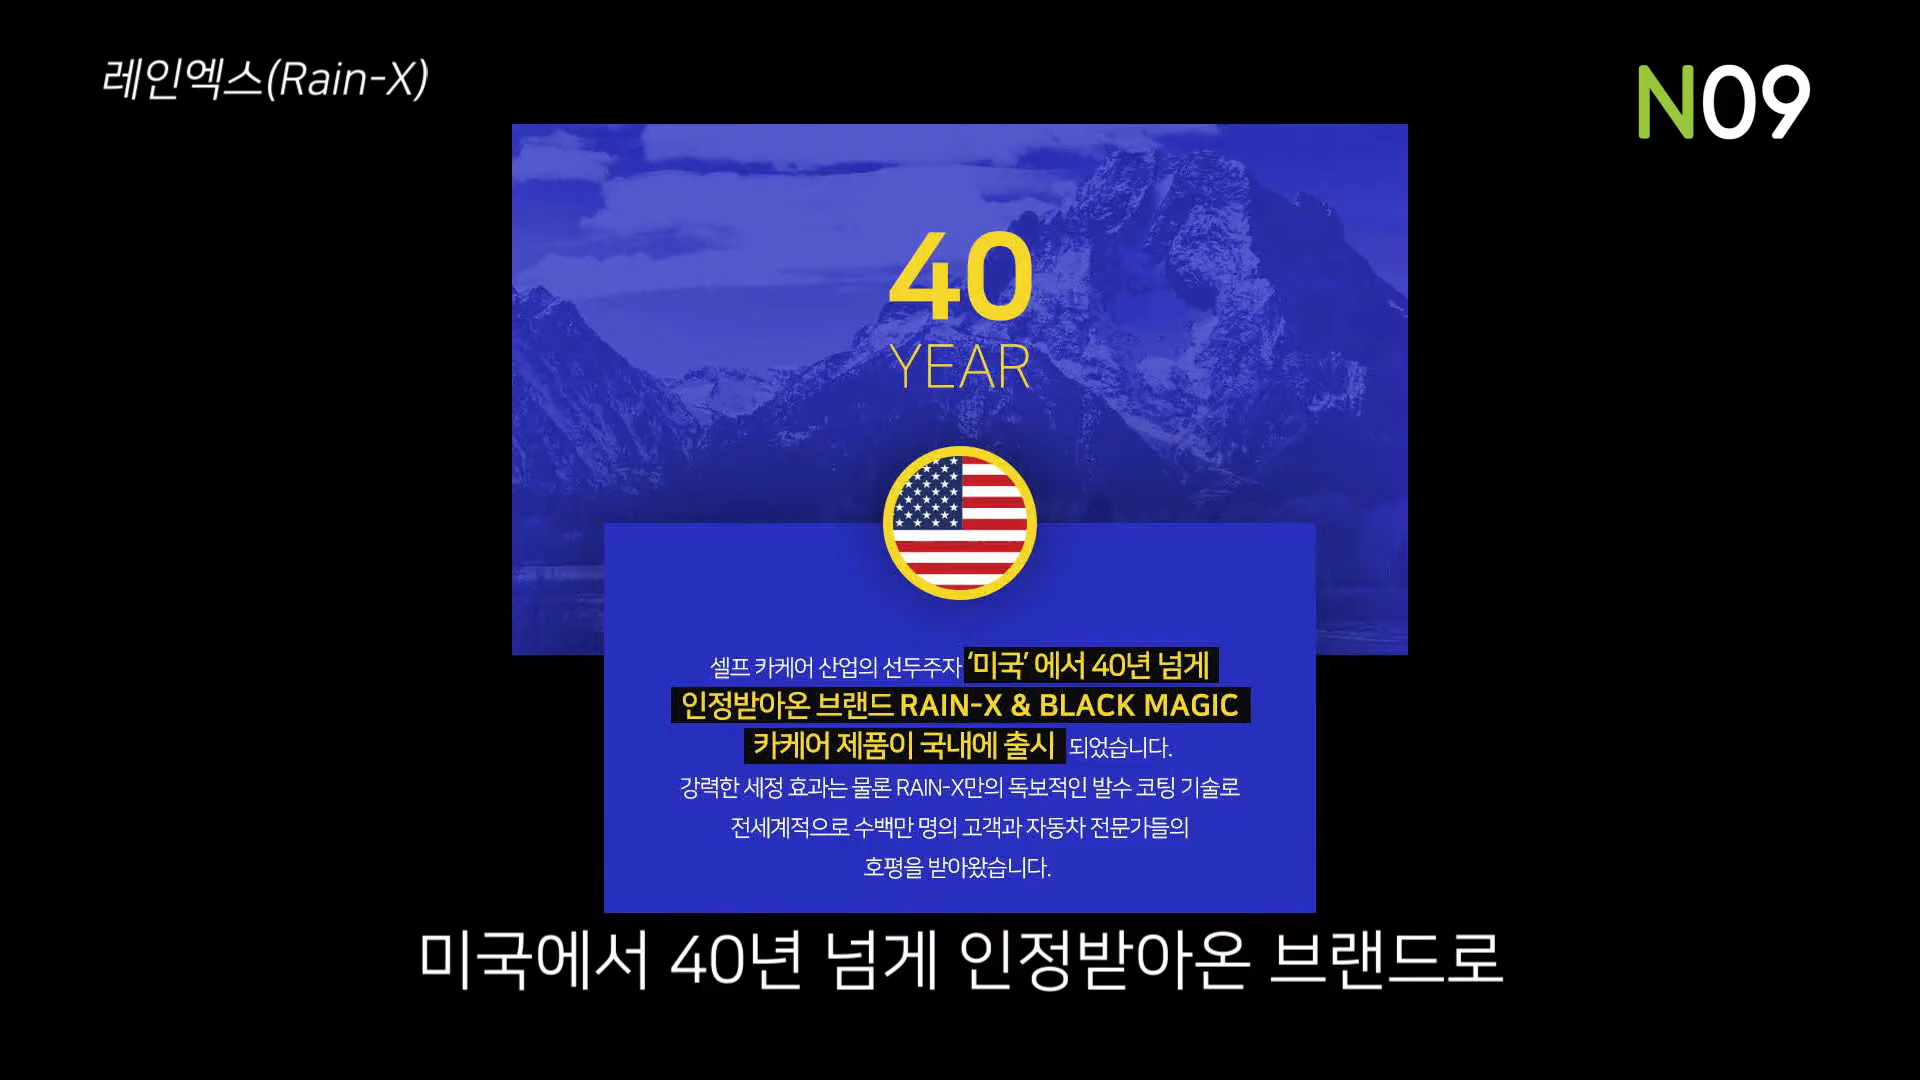 레인엑스(Rain-X)
N09
40
YEAR
셀프 카케어 산업의 선두주자 '미국' 에서 40년 넘게
인정받아온 브랜드 RAIN-X & BLACK MAGIC
카케어 제품이 국내에 출시 되었습니다.
강력한 세정 효과는 물론 RAIN-X만의 독보적인 발수 코팅 기술로
전세계적으로 수백만 명의 고객과 자동차 전문가들의
호평을 받아왔습니다.
미국에서 40년 넘게 인정받아온 브랜드로